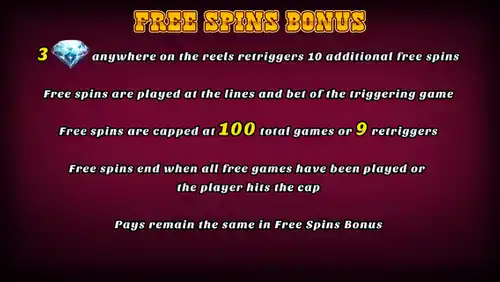 FREE SPINS BONUS
3 anywhere on the reels retriggers 10 additional free spins
Free spins are played at the lines and bet of the triggering game
Free spins are capped at 100 total games or 9 retriggers
Free spins end when all free games have been played or
the player hits the cap
Pays remain the same in Free Spins Bonus